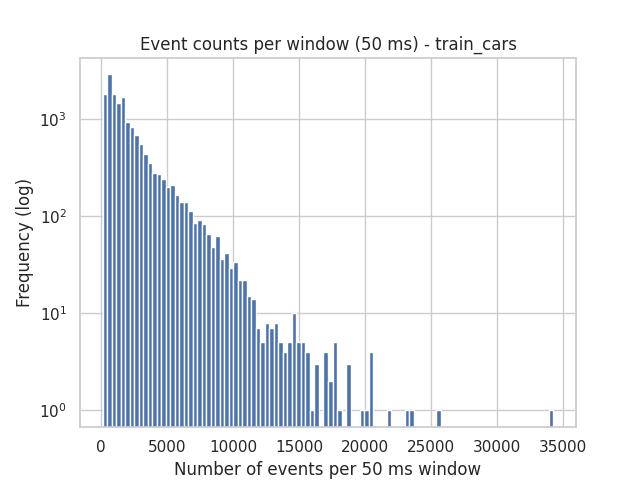 Event counts per window (50 ms) - train_cars
Frequency (log)
10³
10²
10¹
10⁰
0 5000 10000 15000 20000 25000 30000 35000
Number of events per 50 ms window